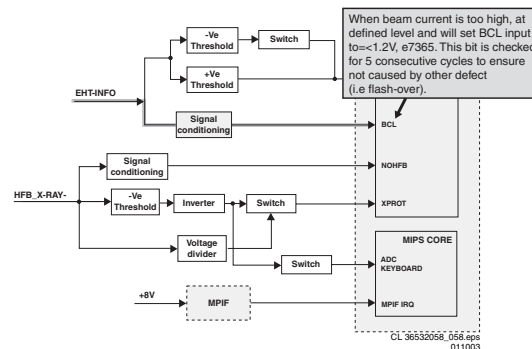 When beam current is too high, at
defined level and will set BCL input
to=<1.2V, e7365. This bit is checked
for 5 consecutive cycles to ensure
not caused by other defect
(i.e flash-over).
-Ve
Threshold
Switch
+Ve
Threshold
EHT-INFO
Signal
conditioning
BCL
Signal
conditioning
NOHFB
HFB_X-RAY-
-Ve
Threshold
Inverter
Switch
XPROT
Voltage
divider
MIPS CORE
Switch
ADC
KEYBOARD
+8V
MPIF
MPIF IRQ
CL 36532058_058.eps
011003